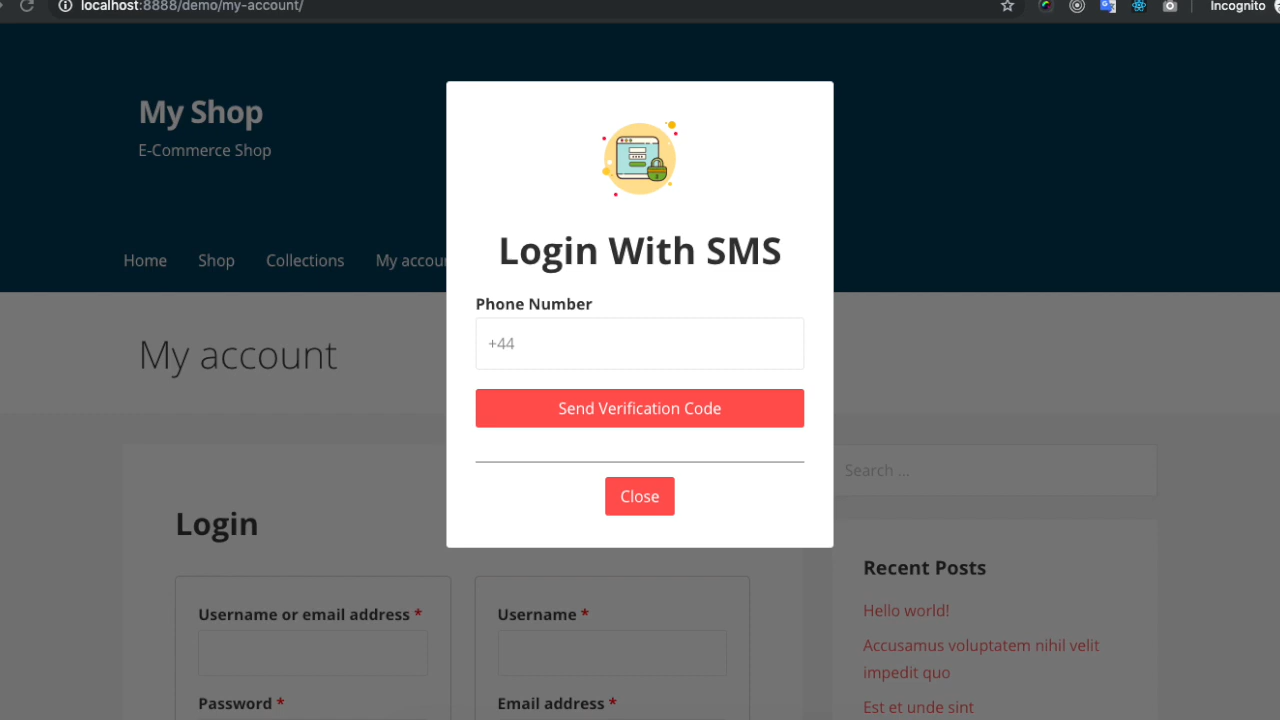 localhost:8888/demo/my-account/
Incognito
My Shop
E-Commerce Shop
Home
Shop
Collections
My accoun
My account
Login With SMS
Phone Number
+44
Send Verification Code
Close
Login
Username or email address *
Password *
Username *
Email address *
Search ...
Recent Posts
Hello world!
Accusamus voluptatem nihil velit
impedit quo
Est et unde sint